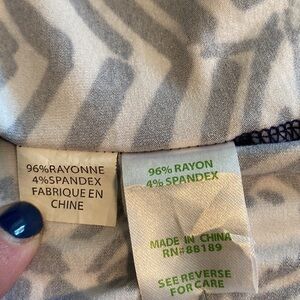 96%RAYONNE
4%SPANDEX
FABRIQUE EN
CHINE
96% RAYON
4% SPANDEX
MADE IN CHINA
RN#88189
SEE REVERSE
FOR CARE